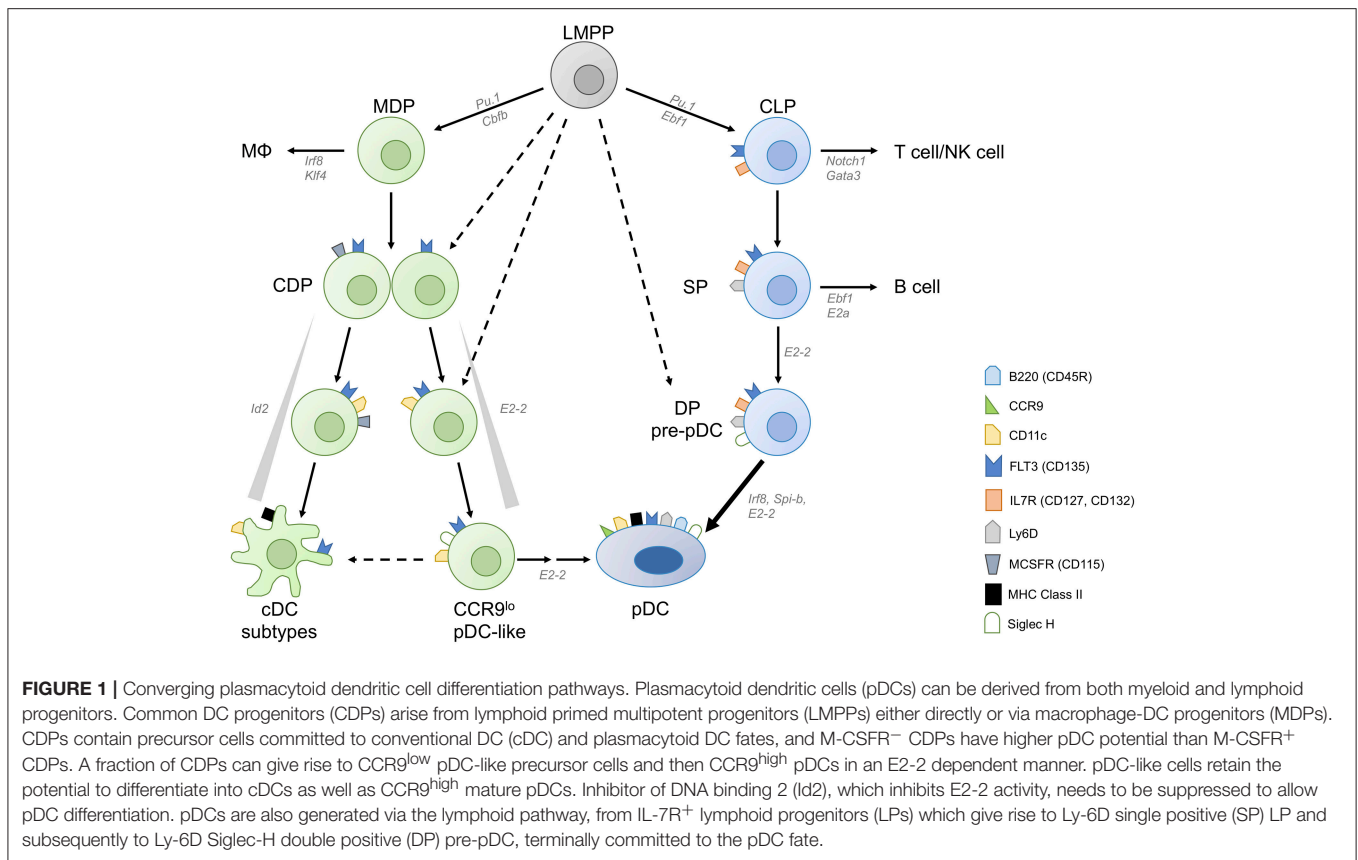 LMPP
MDP
Pu.1
Cbfb
Pu.1
Ebf1
CLP
MΦ
Irf8
Klf4
Notch1
Gata3
T cell/NK cell
CDP
SP
Ebf1
E2a
B cell
E2-2
Id2
E2-2
DP
pre-pDC
Irf8, Spi-b,
E2-2
E2-2
cDC
subtypes
CCR9lo
pDC-like
pDC
B220 (CD45R)
CCR9
CD11c
FLT3 (CD135)
IL7R (CD127, CD132)
Ly6D
MCSFR (CD115)
MHC Class II
Siglec H
FIGURE 1 | Converging plasmacytoid dendritic cell differentiation pathways. Plasmacytoid dendritic cells (pDCs) can be derived from both myeloid and lymphoid
progenitors. Common DC progenitors (CDPs) arise from lymphoid primed multipotent progenitors (LMPPs) either directly or via macrophage-DC progenitors (MDPs).
CDPs contain precursor cells committed to conventional DC (cDC) and plasmacytoid DC fates, and M-CSFR− CDPs have higher pDC potential than M-CSFR+
CDPs. A fraction of CDPs can give rise to CCR9low pDC-like precursor cells and then CCR9high pDCs in an E2-2 dependent manner. pDC-like cells retain the
potential to differentiate into cDCs as well as CCR9high mature pDCs. Inhibitor of DNA binding 2 (Id2), which inhibits E2-2 activity, needs to be suppressed to allow
pDC differentiation. pDCs are also generated via the lymphoid pathway, from IL-7R+ lymphoid progenitors (LPs) which give rise to Ly-6D single positive (SP) LP and
subsequently to Ly-6D Siglec-H double positive (DP) pre-pDC, terminally committed to the pDC fate.